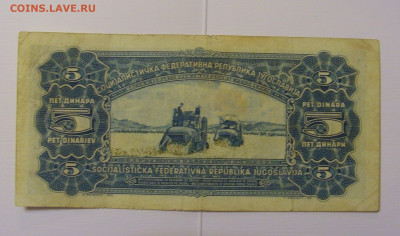 COINS.LAVE.RU
СОЦИЈАЛИСТИЧКА ФЕДЕРАТИВНА РЕПУБЛИКА ЈУГОСЛАВИЈА
5 5
ПЕТ ДИНАРА PET DINARA
5 5
PET DINARJEV ПЕТ ДИНАРИ
5 5
SOCIJALISTIČKA FEDERATIVNA REPUBLIKA JUGOSLAVIJA